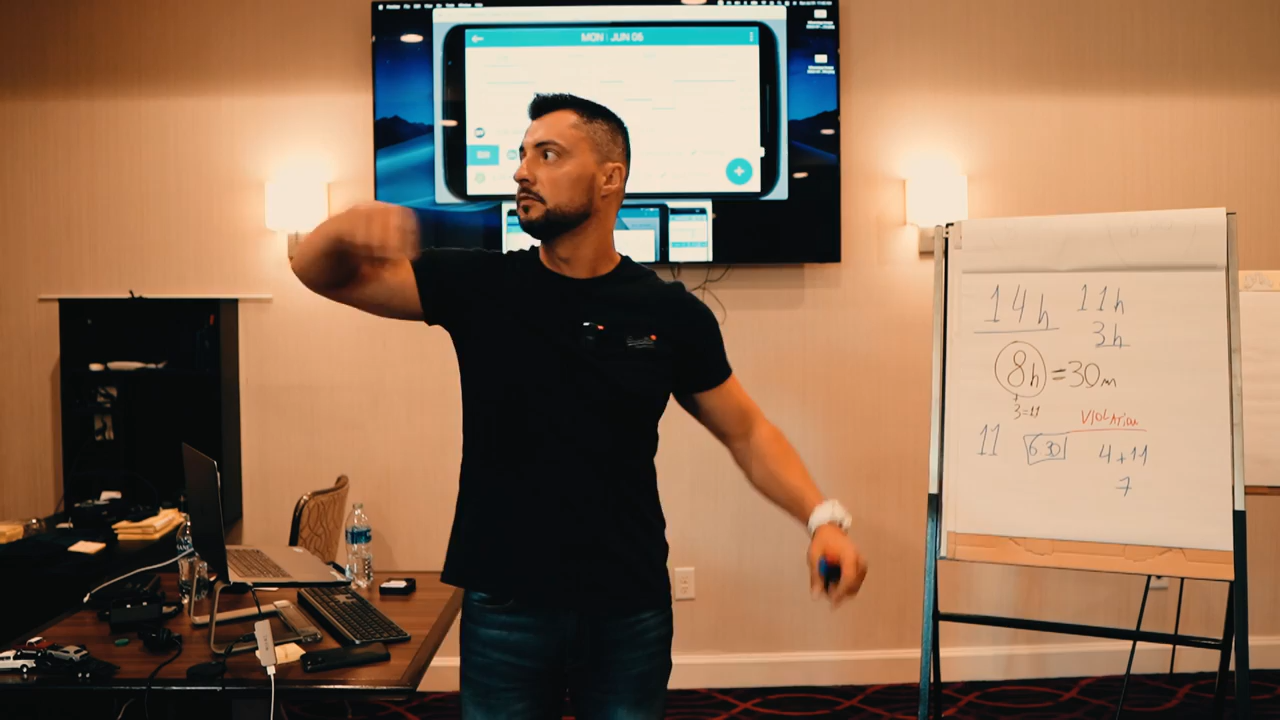 MON | JUN 06
14h 11h
3h
8h = 30m
3=11
VIOLATION
11 6 30 4+11
7